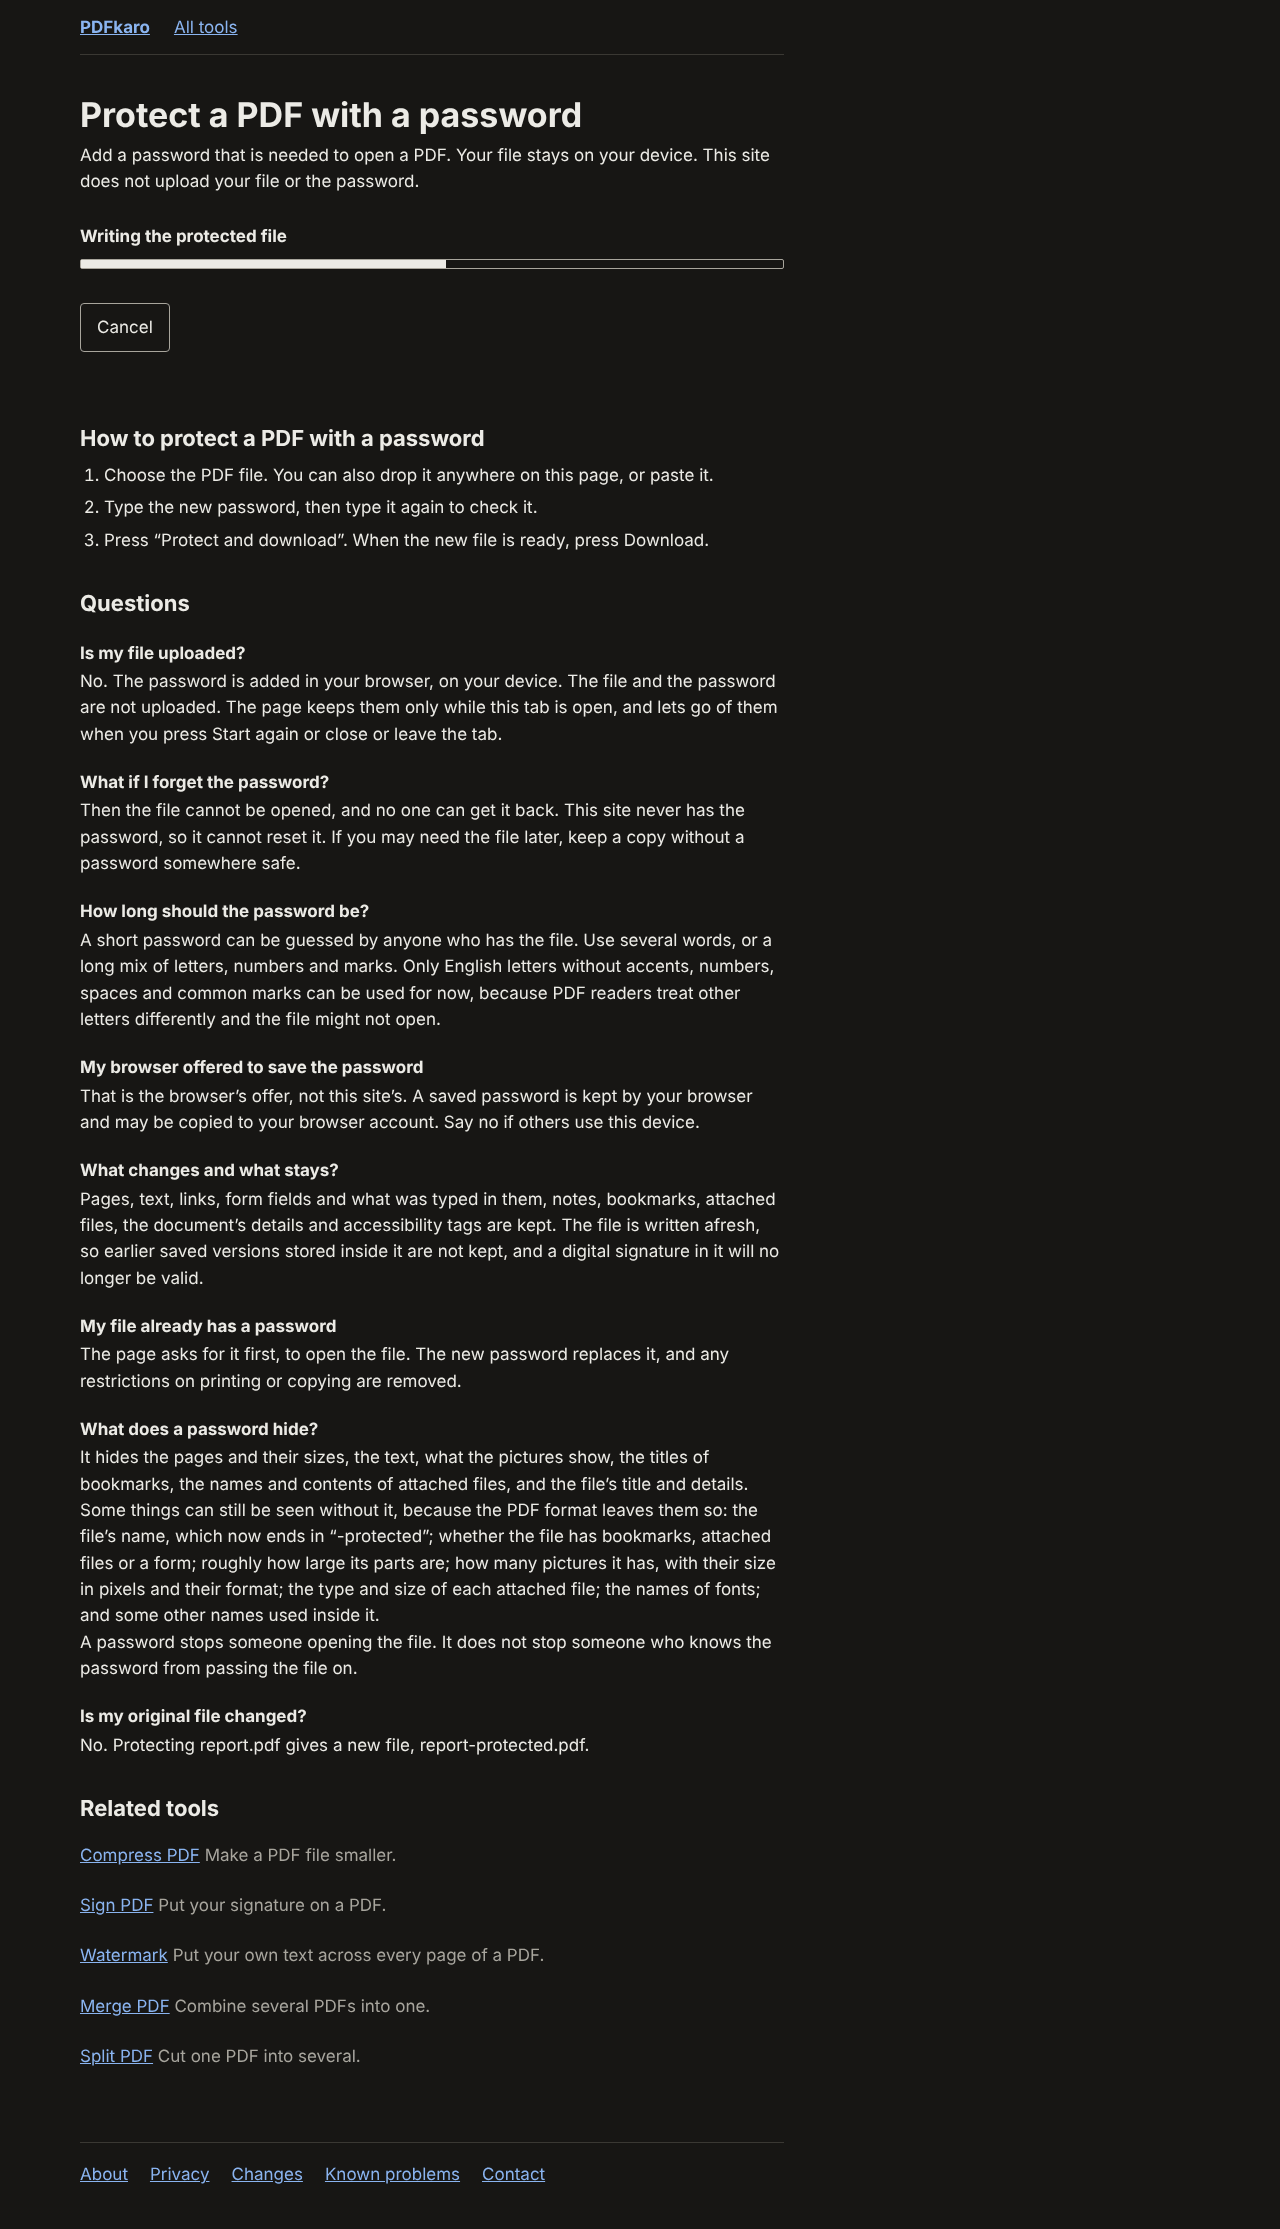 PDFkaro All tools
Protect a PDF with a password
Add a password that is needed to open a PDF. Your file stays on your device. This site
does not upload your file or the password.
Writing the protected file
Cancel
How to protect a PDF with a password
1. Choose the PDF file. You can also drop it anywhere on this page, or paste it.
2. Type the new password, then type it again to check it.
3. Press “Protect and download”. When the new file is ready, press Download.
Questions
Is my file uploaded?
No. The password is added in your browser, on your device. The file and the password
are not uploaded. The page keeps them only while this tab is open, and lets go of them
when you press Start again or close or leave the tab.
What if I forget the password?
Then the file cannot be opened, and no one can get it back. This site never has the
password, so it cannot reset it. If you may need the file later, keep a copy without a
password somewhere safe.
How long should the password be?
A short password can be guessed by anyone who has the file. Use several words, or a
long mix of letters, numbers and marks. Only English letters without accents, numbers,
spaces and common marks can be used for now, because PDF readers treat other
letters differently and the file might not open.
My browser offered to save the password
That is the browser’s offer, not this site’s. A saved password is kept by your browser
and may be copied to your browser account. Say no if others use this device.
What changes and what stays?
Pages, text, links, form fields and what was typed in them, notes, bookmarks, attached
files, the document’s details and accessibility tags are kept. The file is written afresh,
so earlier saved versions stored inside it are not kept, and a digital signature in it will no
longer be valid.
My file already has a password
The page asks for it first, to open the file. The new password replaces it, and any
restrictions on printing or copying are removed.
What does a password hide?
It hides the pages and their sizes, the text, what the pictures show, the titles of
bookmarks, the names and contents of attached files, and the file’s title and details.
Some things can still be seen without it, because the PDF format leaves them so: the
file’s name, which now ends in “-protected”; whether the file has bookmarks, attached
files or a form; roughly how large its parts are; how many pictures it has, with their size
in pixels and their format; the type and size of each attached file; the names of fonts;
and some other names used inside it.
A password stops someone opening the file. It does not stop someone who knows the
password from passing the file on.
Is my original file changed?
No. Protecting report.pdf gives a new file, report-protected.pdf.
Related tools
Compress PDF Make a PDF file smaller.
Sign PDF Put your signature on a PDF.
Watermark Put your own text across every page of a PDF.
Merge PDF Combine several PDFs into one.
Split PDF Cut one PDF into several.
About Privacy Changes Known problems Contact